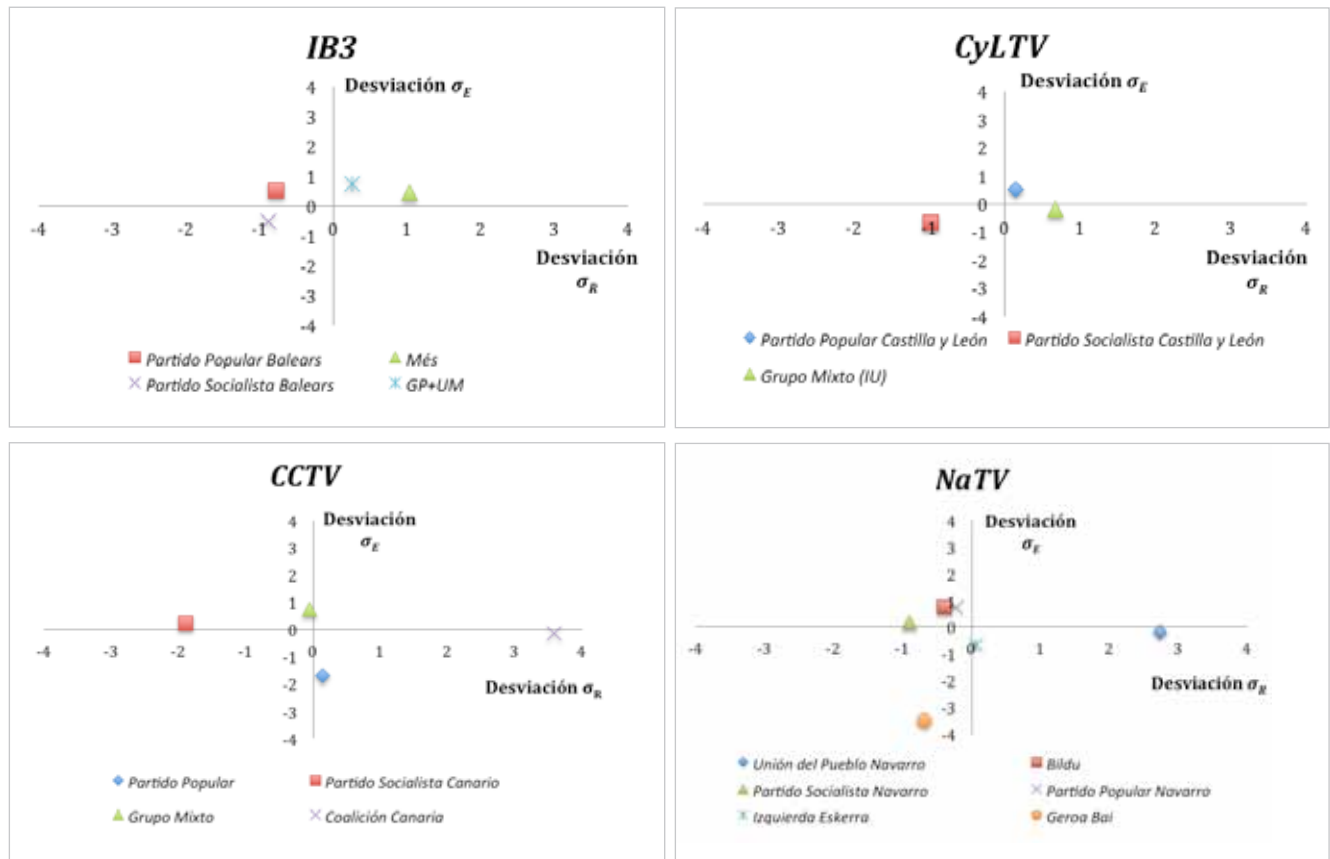 IB3
Desviación σE
4
3
2
1
0
-4 -3 -2 -1 0 1 2 3 4
-1
-2
-3
-4
Desviación
σR
Partido Popular Balears Més
Partido Socialista Balears GP+UM
CyLTV
Desviación σE
4
3
2
1
0
-4 -3 -2 -1 0 1 2 3 4
-1
-2
-3
-4
Desviación
σR
Partido Popular Castilla y León Partido Socialista Castilla y León
Grupo Mixto (IU)
CCTV
Desviación
σE
4
3
2
1
0
-4 -3 -2 -1 0 1 2 3 4
-1
-2
-3
-4
Desviación σR
Partido Popular Partido Socialista Canario
Grupo Mixto Coalición Canaria
NaTV
Desviación
σE
4
3
2
1
0
-4 -3 -2 -1 0 1 2 3 4
-1
-2
-3
-4
Desviación σR
Unión del Pueblo Navarro Bildu
Partido Socialista Navarro Partido Popular Navarro
Izquierda Eskerra Geroa Bai